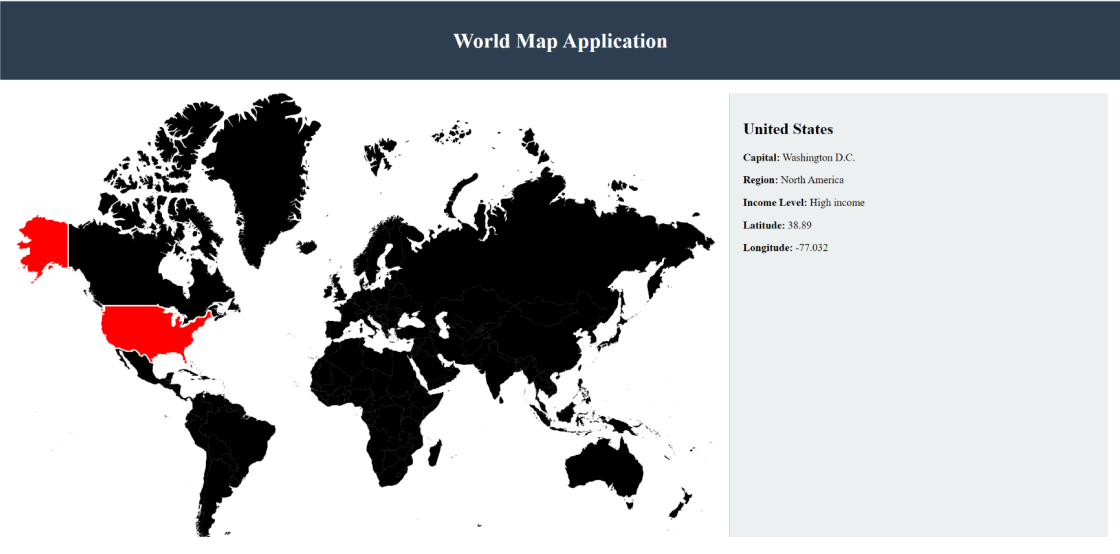 World Map Application
United States
Capital: Washington D.C.
Region: North America
Income Level: High income
Latitude: 38.89
Longitude: -77.032